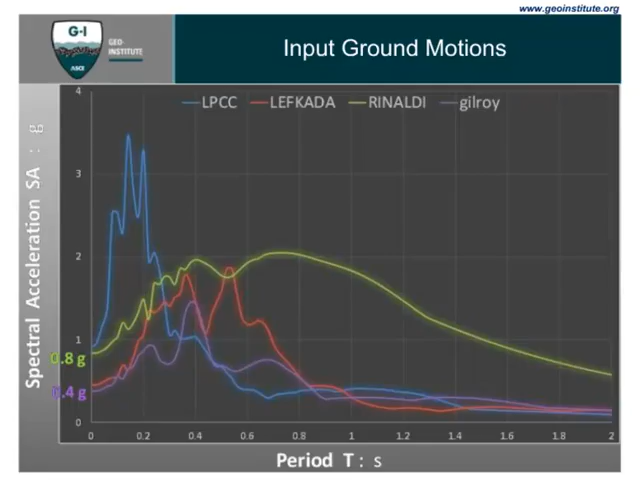 www.geoinstitute.org
G-I
GEO-
INSTITUTE
ASCE
Input Ground Motions
LPCC LEFKADA RINALDI gilroy
Spectral Acceleration SA : g
4
3
2
1
0
0.8 g
0.4 g
0 0.2 0.4 0.6 0.8 1 1.2 1.4 1.6 1.8 2
Period T : s